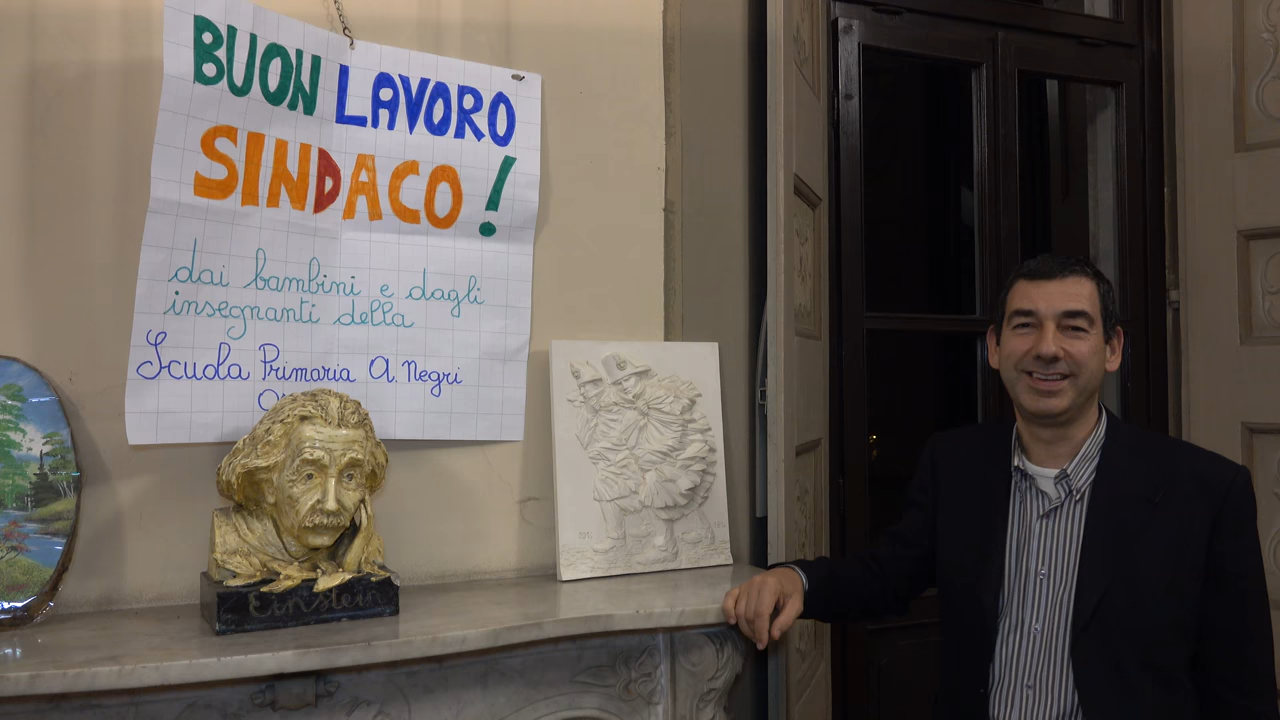 BUON LAVORO
SINDACO!
dai bambini e dagli
insegnanti della
Scuola Primaria A. Negri
Einstein